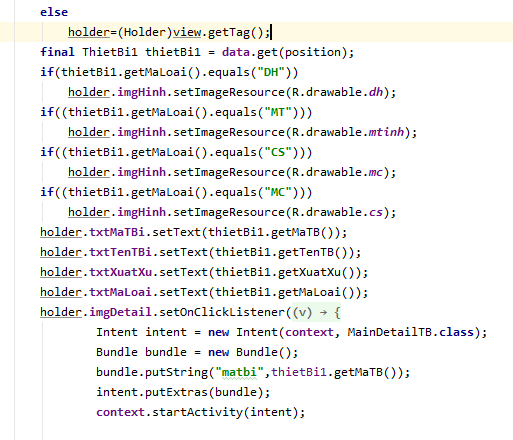 else
holder=(Holder)view.getTag();
final ThietBi1 thietBi1 = data.get(position);
if(thietBi1.getMaLoai().equals("DH"))
holder.imgHinh.setImageResource(R.drawable.dh);
if((thietBi1.getMaLoai().equals("MT")))
holder.imgHinh.setImageResource(R.drawable.mtinh);
if((thietBi1.getMaLoai().equals("CS")))
holder.imgHinh.setImageResource(R.drawable.mc);
if((thietBi1.getMaLoai().equals("MC")))
holder.imgHinh.setImageResource(R.drawable.cs);
holder.txtMaTBi.setText(thietBi1.getMaTB());
holder.txtTenTBi.setText(thietBi1.getTenTB());
holder.txtXuatXu.setText(thietBi1.getXuatXu());
holder.txtMaLoai.setText(thietBi1.getMaLoai());
holder.imgDetail.setOnClickListener((v) → {
Intent intent = new Intent(context, MainDetailTB.class);
Bundle bundle = new Bundle();
bundle.putString("matbi",thietBi1.getMaTB());
intent.putExtras(bundle);
context.startActivity(intent);